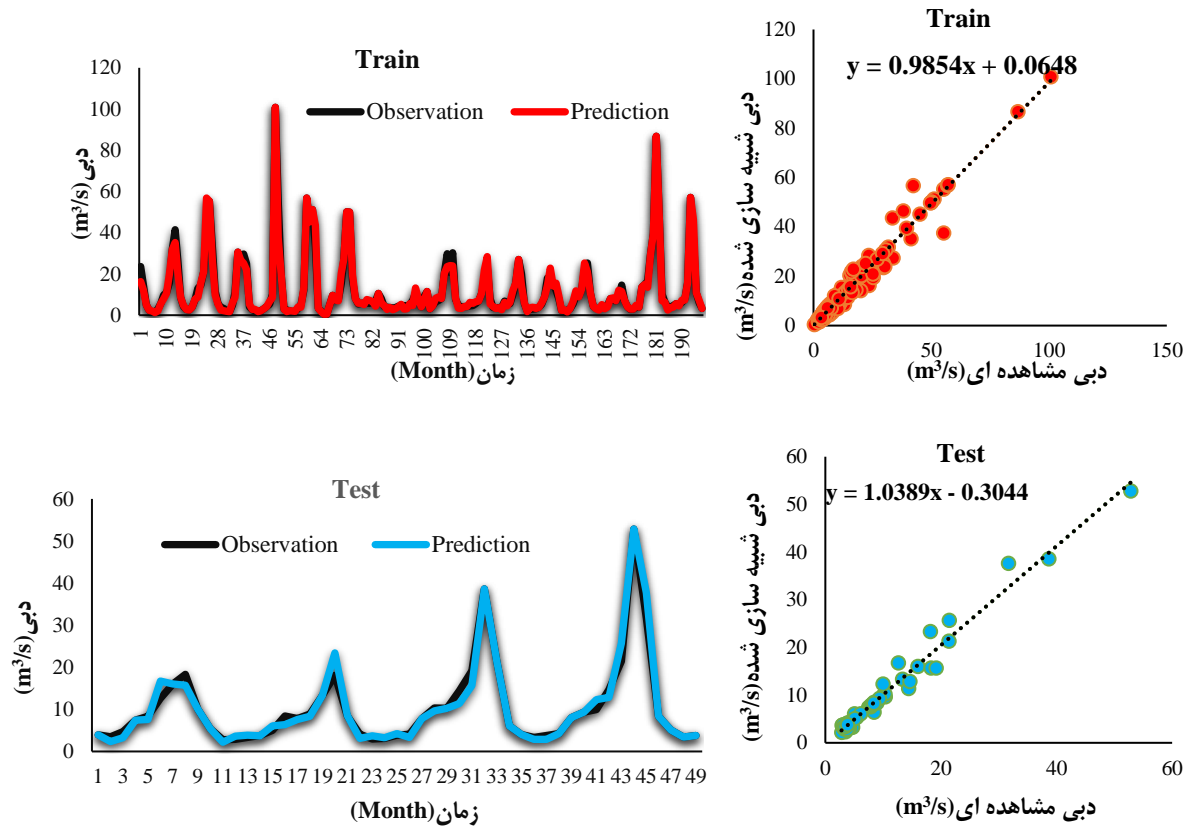 Train
دبی(m³/s)
120
100
80
60
40
20
0
Observation
Prediction
1 10 19 28 37 46 55 64 73 82 91 100 109 118 127 136 145 154 163 172 181 190
زمان(Month)
Train
y = 0.9854x + 0.0648
دبی شبیه سازی شده(m³/s)
120
100
80
60
40
20
0
0 50 100 150
دبی مشاهده ای(m³/s)
Test
دبی(m³/s)
60
50
40
30
20
10
0
Observation
Prediction
1 3 5 7 9 11 13 15 17 19 21 23 25 27 29 31 33 35 37 39 41 43 45 47 49
زمان(Month)
Test
y = 1.0389x - 0.3044
دبی شبیه سازی شده(m³/s)
60
50
40
30
20
10
0
0 20 40 60
دبی مشاهده ای(m³/s)